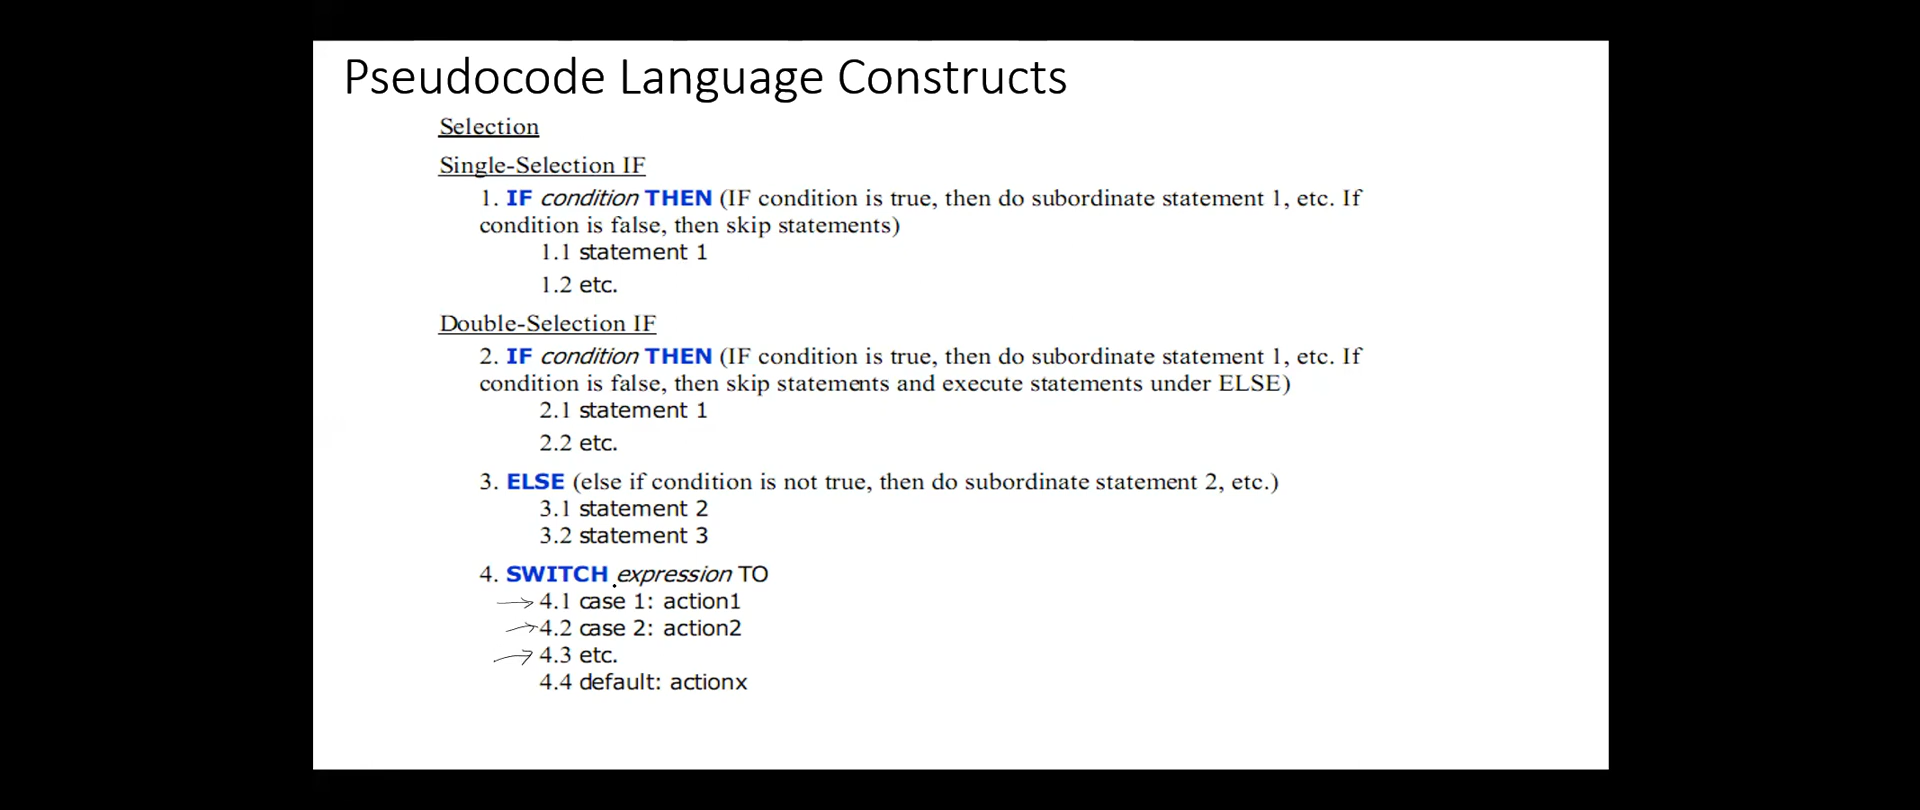 Pseudocode Language Constructs
Selection
Single-Selection IF
1. IF condition THEN (IF condition is true, then do subordinate statement 1, etc. If
condition is false, then skip statements)
1.1 statement 1
1.2 etc.
Double-Selection IF
2. IF condition THEN (IF condition is true, then do subordinate statement 1, etc. If
condition is false, then skip statements and execute statements under ELSE)
2.1 statement 1
2.2 etc.
3. ELSE (else if condition is not true, then do subordinate statement 2, etc.)
3.1 statement 2
3.2 statement 3
4. SWITCH expression TO
4.1 case 1: action1
4.2 case 2: action2
4.3 etc.
4.4 default: actionx